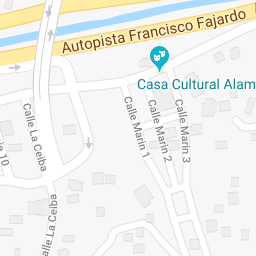 Autopista Francisco Fajardo
Casa Cultural Alam
Calle La Ceiba
Calle Marin 1
Calle Marin 2
Calle Marin 3
Calle La Ceiba
e 10